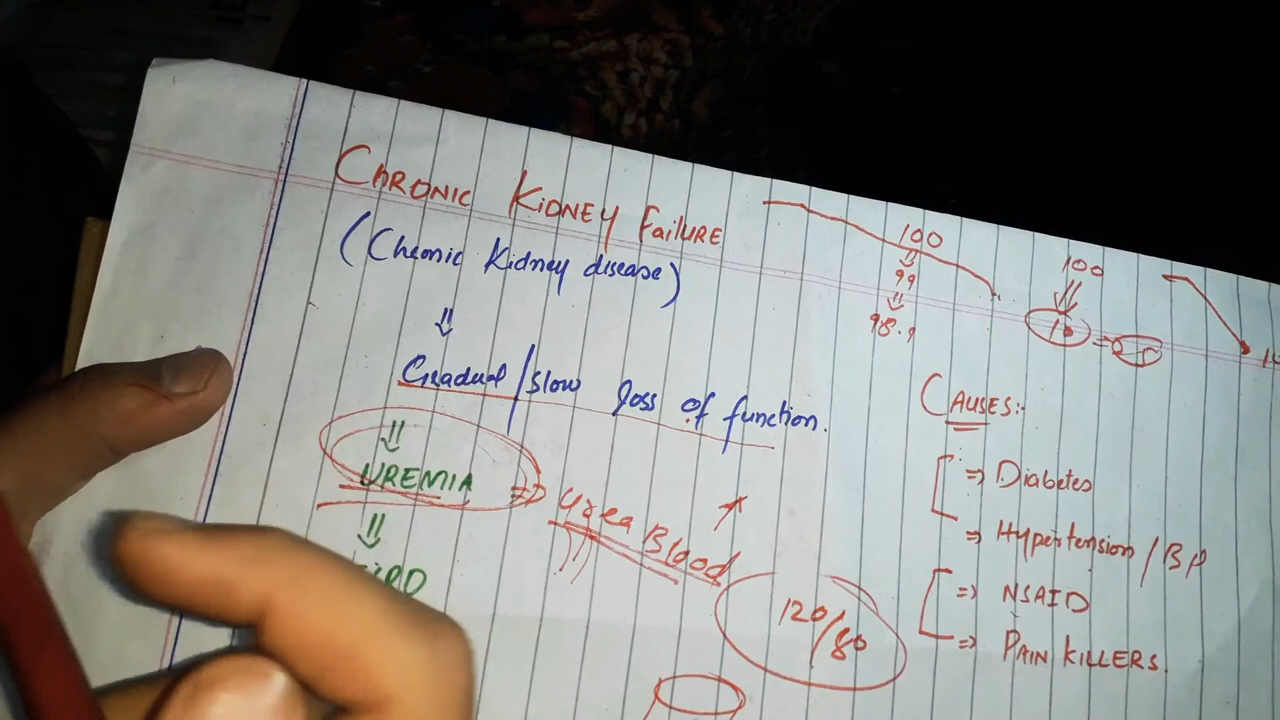 CHRONIC KIDNEY FAILURE
(Chronic Kidney disease)
⇓
Gradual/slow loss of function.
⇓
UREMIA ⇒ Urea Blood
⇓
100
⇓
99
⇓
98.9
100
⇓
10
CAUSES:-
⇒ Diabetes
⇒ Hypertension/BP
⇒ NSAID
⇒ PAIN KILLERS.
120/80